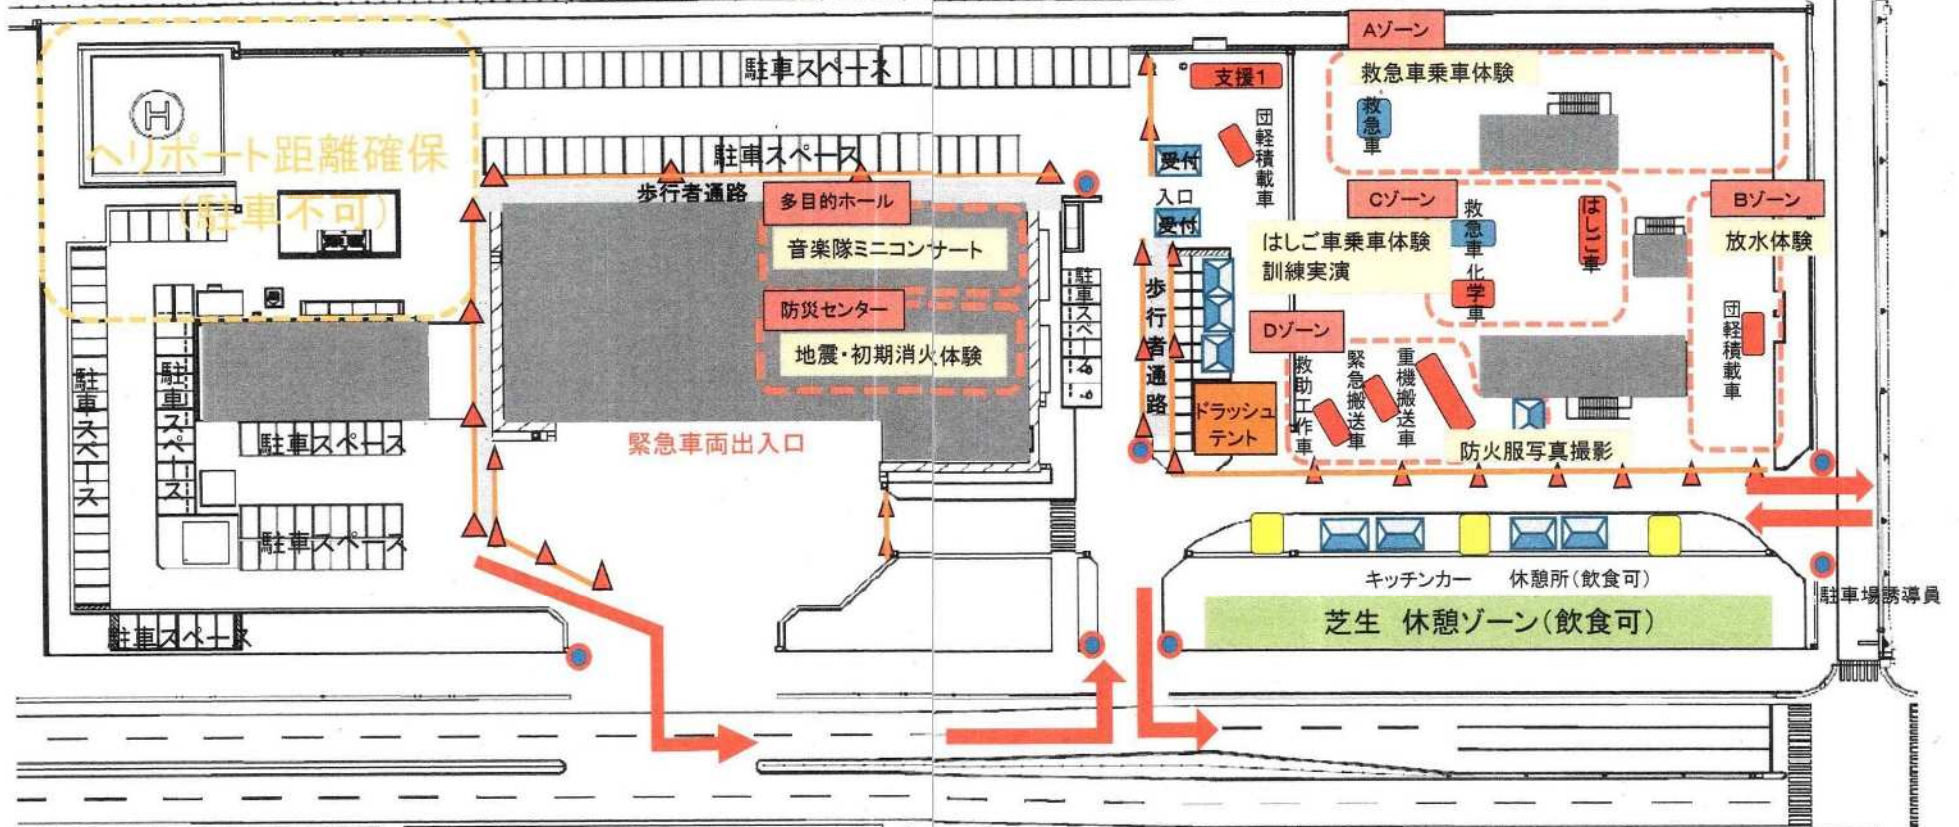 ヘリポート距離確保
(駐車不可)
駐車スペース
駐車スペース
歩行者通路
多目的ホール
音楽隊ミニコンサート
防災センター
地震・初期消火体験
緊急車両出入口
駐車スペース
駐車スペース
駐車スペース
駐車スペース
駐車スペース
駐車スペース
支援1
団軽積載車
受付
入口
受付
歩行者通路
ドラッシュ
テント
Aゾーン
救急車乗車体験
救急車
Cゾーン
はしご車乗車体験
訓練実演
救急車
化学車
はしご車
Bゾーン
放水体験
団軽積載車
Dゾーン
救助工作車
緊急搬送車
重機搬送車
防火服写真撮影
キッチンカー
休憩所(飲食可)
芝生 休憩ゾーン(飲食可)
駐車場誘導員
H